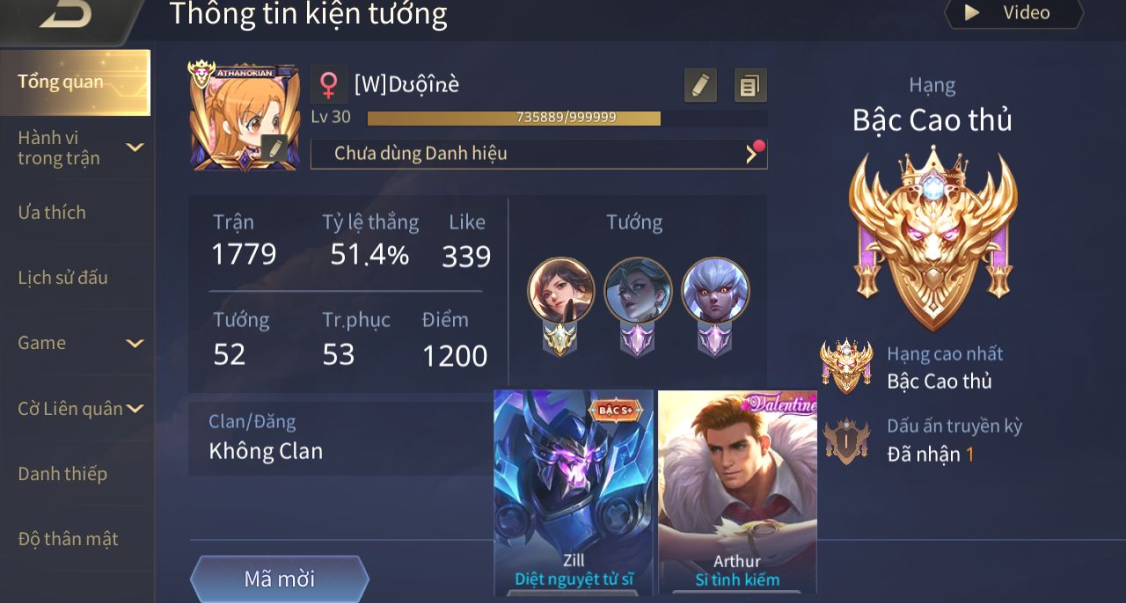 Thông tin kiện tướng
Video
Tổng quan
Hành vi
trong trận
Ưa thích
Lịch sử đấu
Game
Cờ Liên quân
Danh thiếp
Độ thân mật
ATHANORIAN
[W]Dυộînè
Lv 30
735889/999999
Chưa dùng Danh hiệu
Trận
Tỷ lệ thắng
Like
1779
51.4%
339
Tướng
Tr.phục
Điểm
52
53
1200
Tướng
Clan/Đăng
Không Clan
BẬC S+
Zill
Diệt nguyệt tử sĩ
Valentine
Arthur
Si tình kiếm
Mã mời
Hạng
Bậc Cao thủ
Hạng cao nhất
Bậc Cao thủ
I
Dấu ấn truyền kỳ
Đã nhận 1